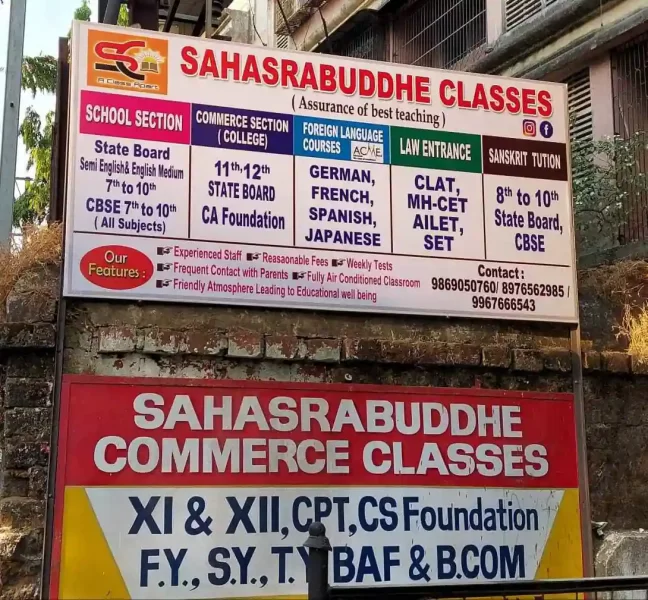 SC
A Class Apart
SAHASRABUDDHE CLASSES
( Assurance of best teaching )
SCHOOL SECTION
State Board
Semi English& English Medium
7th to 10th
CBSE 7th to 10th
( All Subjects)
COMMERCE SECTION
(COLLEGE)
11th,12th
STATE BOARD
CA Foundation
FOREIGN LANGUAGE
COURSES
ACME
GERMAN,
FRENCH,
SPANISH,
JAPANESE
LAW ENTRANCE
CLAT,
MH-CET
AILET,
SET
SANSKRIT TUTION
8th to 10th
State Board,
CBSE
Our
Features :
Experienced Staff Reasaonable Fees Weekly Tests
Frequent Contact with Parents Fully Air Conditioned Classroom
Friendly Atmosphere Leading to Educational well being
Contact :
9869050760/ 8976562985/
9967666543
SAHASRABUDDHE
COMMERCE CLASSES
XI & XII,CPT,CS Foundation
F.Y., S.Y., T.Y BAF & B.COM